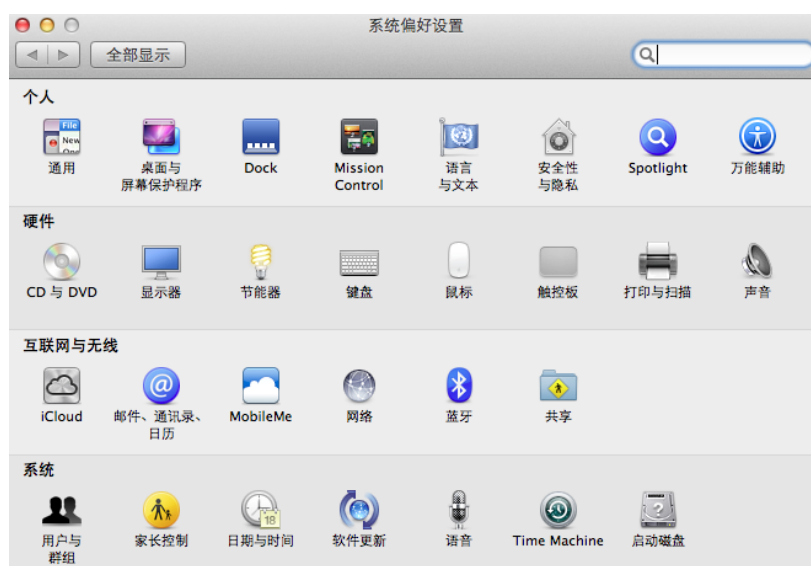 系统偏好设置
全部显示
个人
File
New
通用
桌面与
屏幕保护程序
Dock
Mission
Control
语言
与文本
安全性
与隐私
Spotlight
万能辅助
硬件
CD 与 DVD
显示器
节能器
键盘
鼠标
触控板
打印与扫描
声音
互联网与无线
iCloud
邮件、通讯录、
日历
MobileMe
网络
蓝牙
共享
系统
用户与
群组
家长控制
18
日期与时间
软件更新
语音
Time Machine
?
启动磁盘